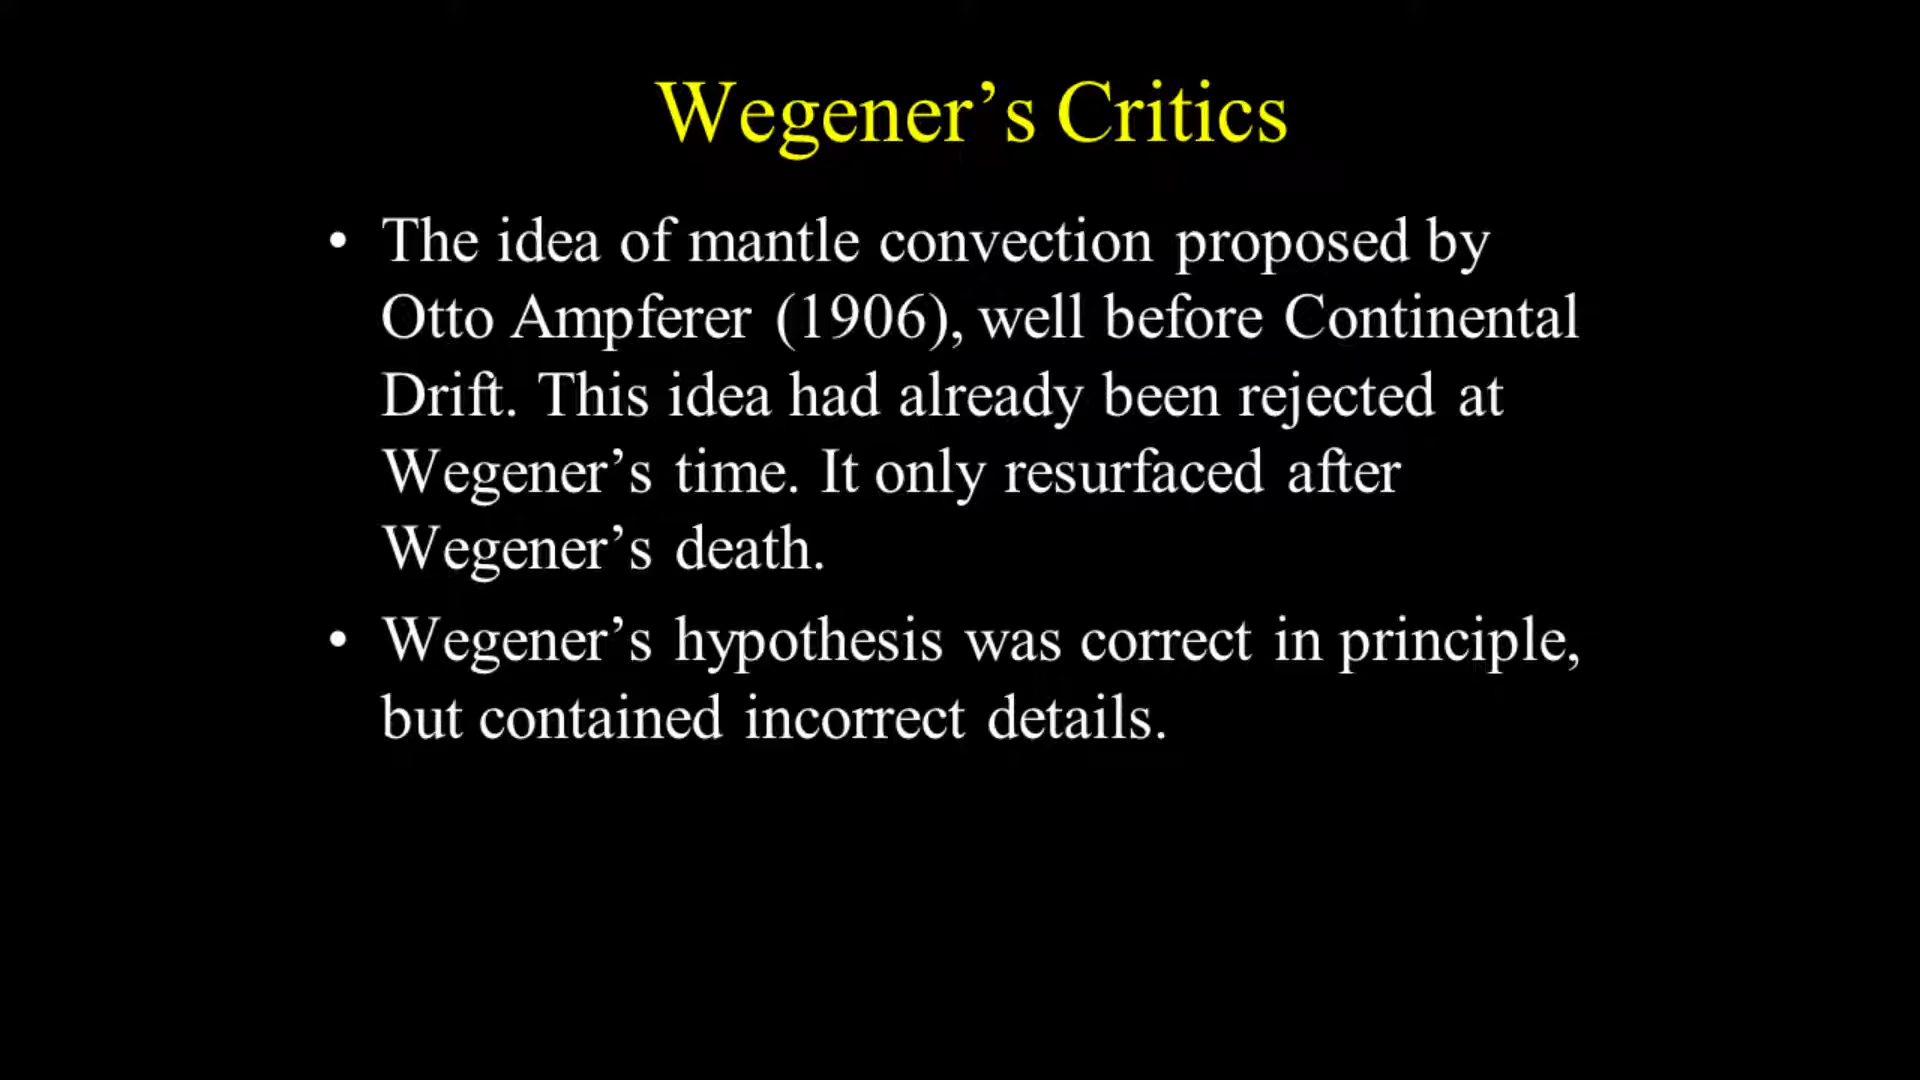 Wegener’s Critics
• The idea of mantle convection proposed by
Otto Ampferer (1906), well before Continental
Drift. This idea had already been rejected at
Wegener’s time. It only resurfaced after
Wegener’s death.
• Wegener’s hypothesis was correct in principle,
but contained incorrect details.